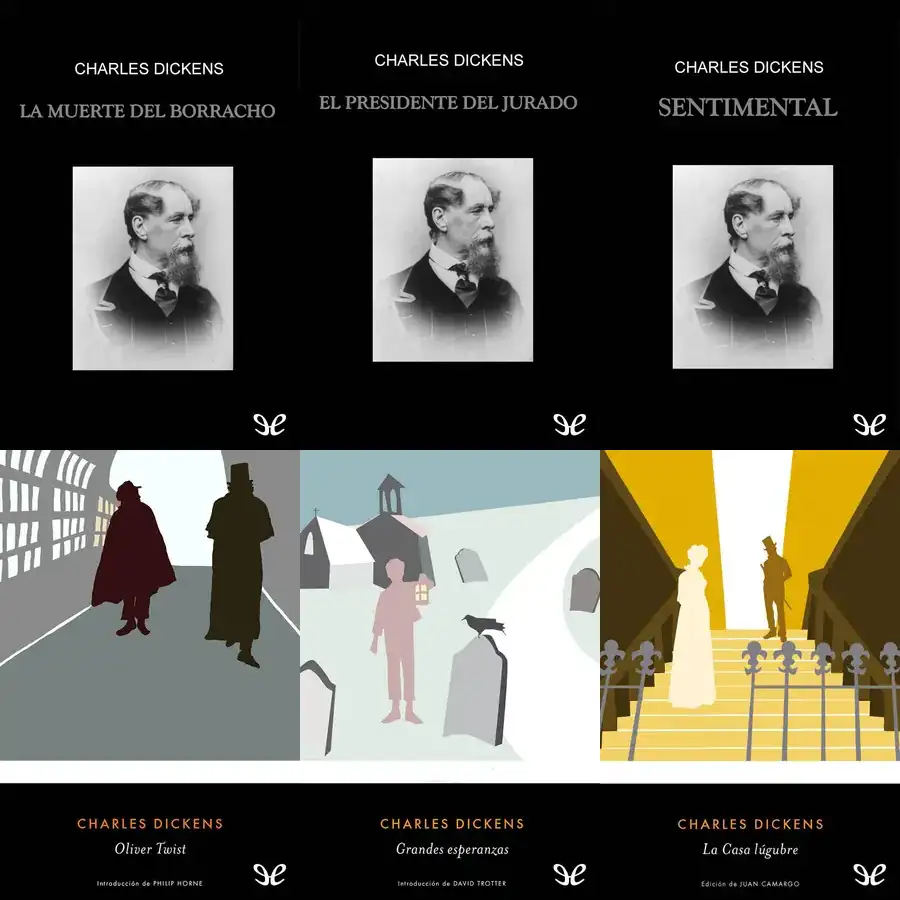 CHARLES DICKENS
LA MUERTE DEL BORRACHO
CHARLES DICKENS
EL PRESIDENTE DEL JURADO
CHARLES DICKENS
SENTIMENTAL
CHARLES DICKENS
Oliver Twist
Introducción de PHILIP HORNE
CHARLES DICKENS
Grandes esperanzas
Introducción de DAVID TROTTER
CHARLES DICKENS
La Casa lúgubre
Edición de JUAN CAMARGO